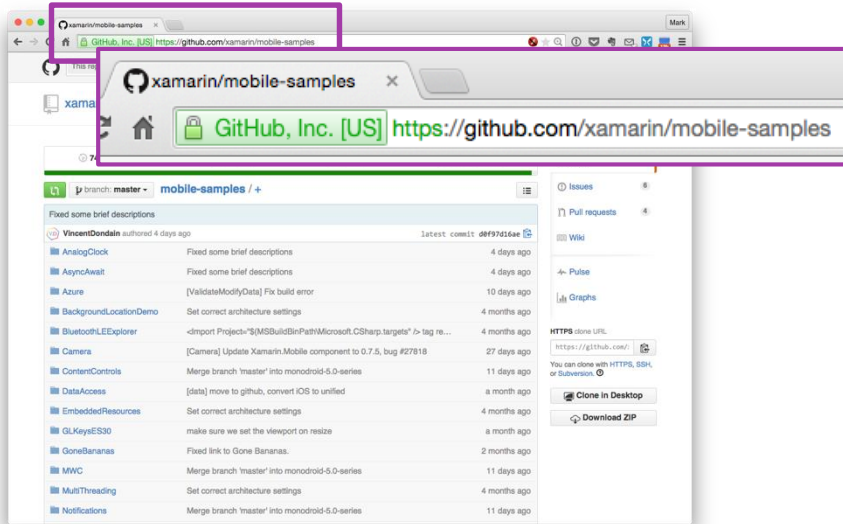 xamarin/mobile-samples
Mark
GitHub, Inc. [US] https://github.com/xamarin/mobile-samples
This rep
xamarin/mobile-samples
GitHub, Inc. [US] https://github.com/xamarin/mobile-samples
xama
74
branch: master
mobile-samples / +
Fixed some brief descriptions
VincentDondain authored 4 days ago latest commit d0f97d16ae
AnalogClock Fixed some brief descriptions 4 days ago
AsyncAwait Fixed some brief descriptions 4 days ago
Azure [ValidateModifyData] Fix build error 10 days ago
BackgroundLocationDemo Set correct architecture settings 4 months ago
BluetoothLEExplorer <Import Project="$(MSBuildBinPath\Microsoft.CSharp.targets" /> tag re... 4 months ago
Camera [Camera] Update Xamarin.Mobile component to 0.7.5, bug #27818 27 days ago
ContentControls Merge branch 'master' into monodroid-5.0-series 11 days ago
DataAccess [data] move to github, convert iOS to unified a month ago
EmbeddedResources Set correct architecture settings 4 months ago
GLKeysES30 make sure we set the viewport on resize a month ago
GoneBananas Fixed link to Gone Bananas. 2 months ago
MWC Merge branch 'master' into monodroid-5.0-series 11 days ago
MultiThreading Set correct architecture settings 4 months ago
Notifications Merge branch 'master' into monodroid-5.0-series 11 days ago
Issues 6
Pull requests 4
Wiki
Pulse
Graphs
HTTPS clone URL
https://github.com/
You can clone with HTTPS, SSH,
or Subversion.
Clone in Desktop
Download ZIP